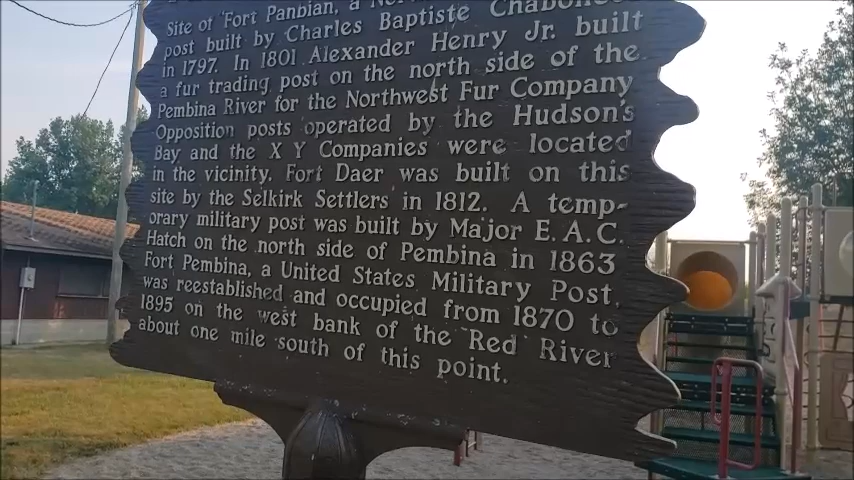 Site of Fort Panbian, a Nor
post built by Charles Baptiste Chaboill
in 1797. In 1801 Alexander Henry, Jr. built
a fur trading post on the north side of the
Pembina River for the Northwest Fur Company.
Opposition posts operated by the Hudson's
Bay and the X Y Companies were located
in the vicinity. Fort Daer was built on this
site by the Selkirk Settlers in 1812. A temp-
orary military post was built by Major E.A.C.
Hatch on the north side of Pembina in 1863
Fort Pembina, a United States Military Post,
was reestablished and occupied from 1870 to
1895 on the west bank of the Red River
about one mile south of this point.